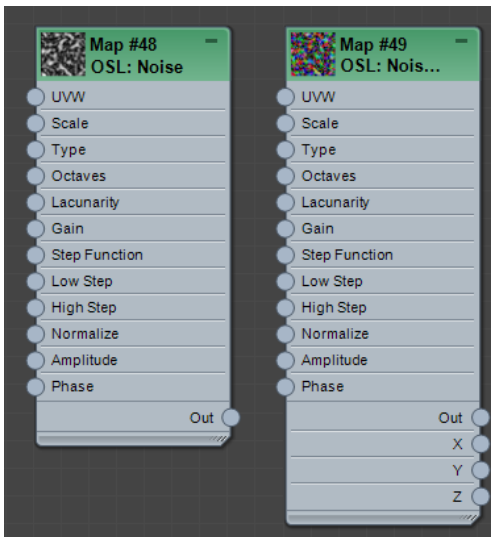 Map #48
OSL: Noise
UVW
Scale
Type
Octaves
Lacunarity
Gain
Step Function
Low Step
High Step
Normalize
Amplitude
Phase
Out
Map #49
OSL: Nois...
UVW
Scale
Type
Octaves
Lacunarity
Gain
Step Function
Low Step
High Step
Normalize
Amplitude
Phase
Out
X
Y
Z